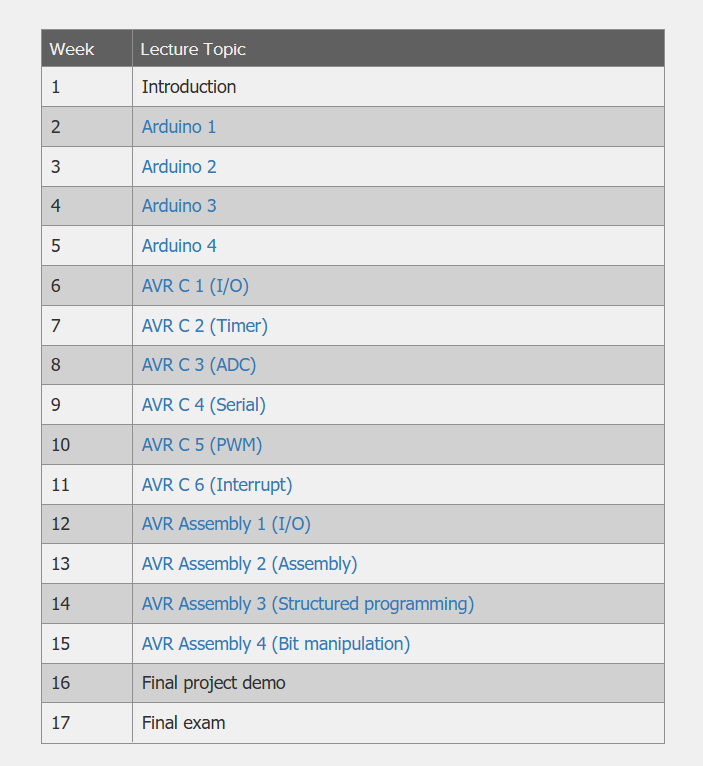 Week Lecture Topic
1 Introduction
2 Arduino 1
3 Arduino 2
4 Arduino 3
5 Arduino 4
6 AVR C 1 (I/O)
7 AVR C 2 (Timer)
8 AVR C 3 (ADC)
9 AVR C 4 (Serial)
10 AVR C 5 (PWM)
11 AVR C 6 (Interrupt)
12 AVR Assembly 1 (I/O)
13 AVR Assembly 2 (Assembly)
14 AVR Assembly 3 (Structured programming)
15 AVR Assembly 4 (Bit manipulation)
16 Final project demo
17 Final exam